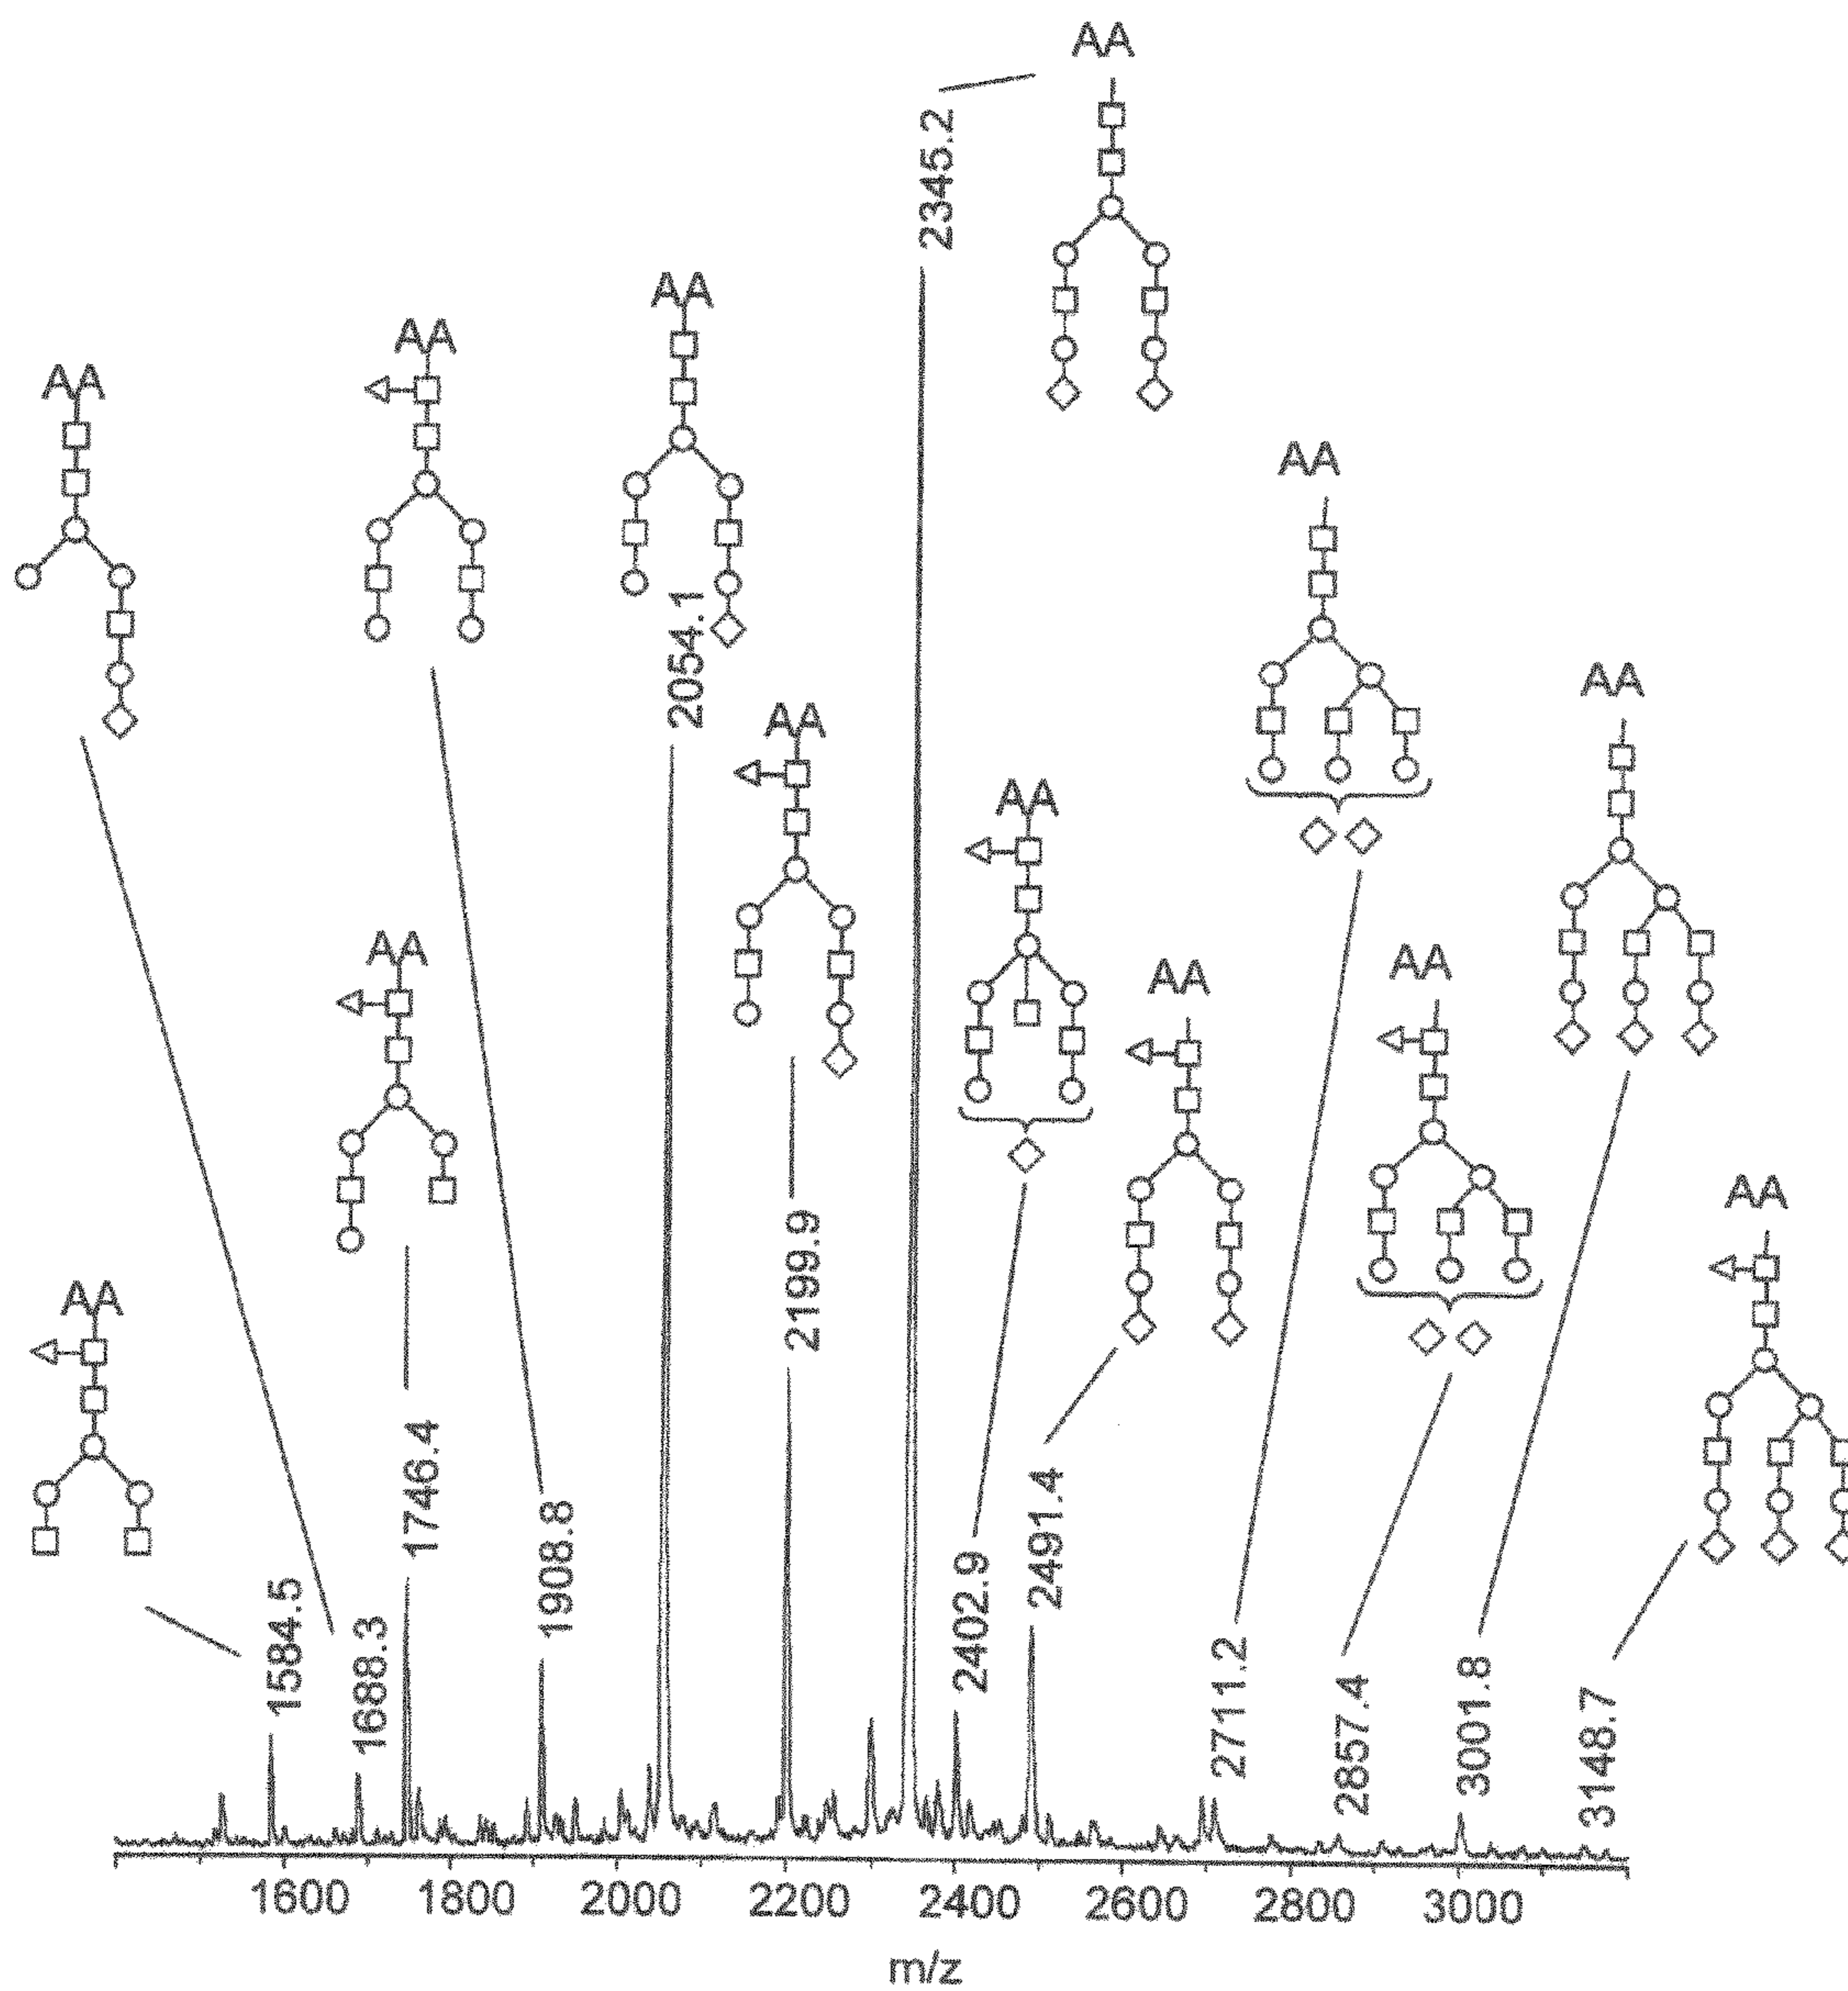 AA
AA
AA
AA
AA
AA
AA
AA
AA
AA
AA
AA
AA
1584.5
1688.3
1746.4
1908.8
2054.1
2199.9
2345.2
2402.9
2491.4
2711.2
2857.4
3001.8
3148.7
1600 1800 2000 2200 2400 2600 2800 3000
m/z